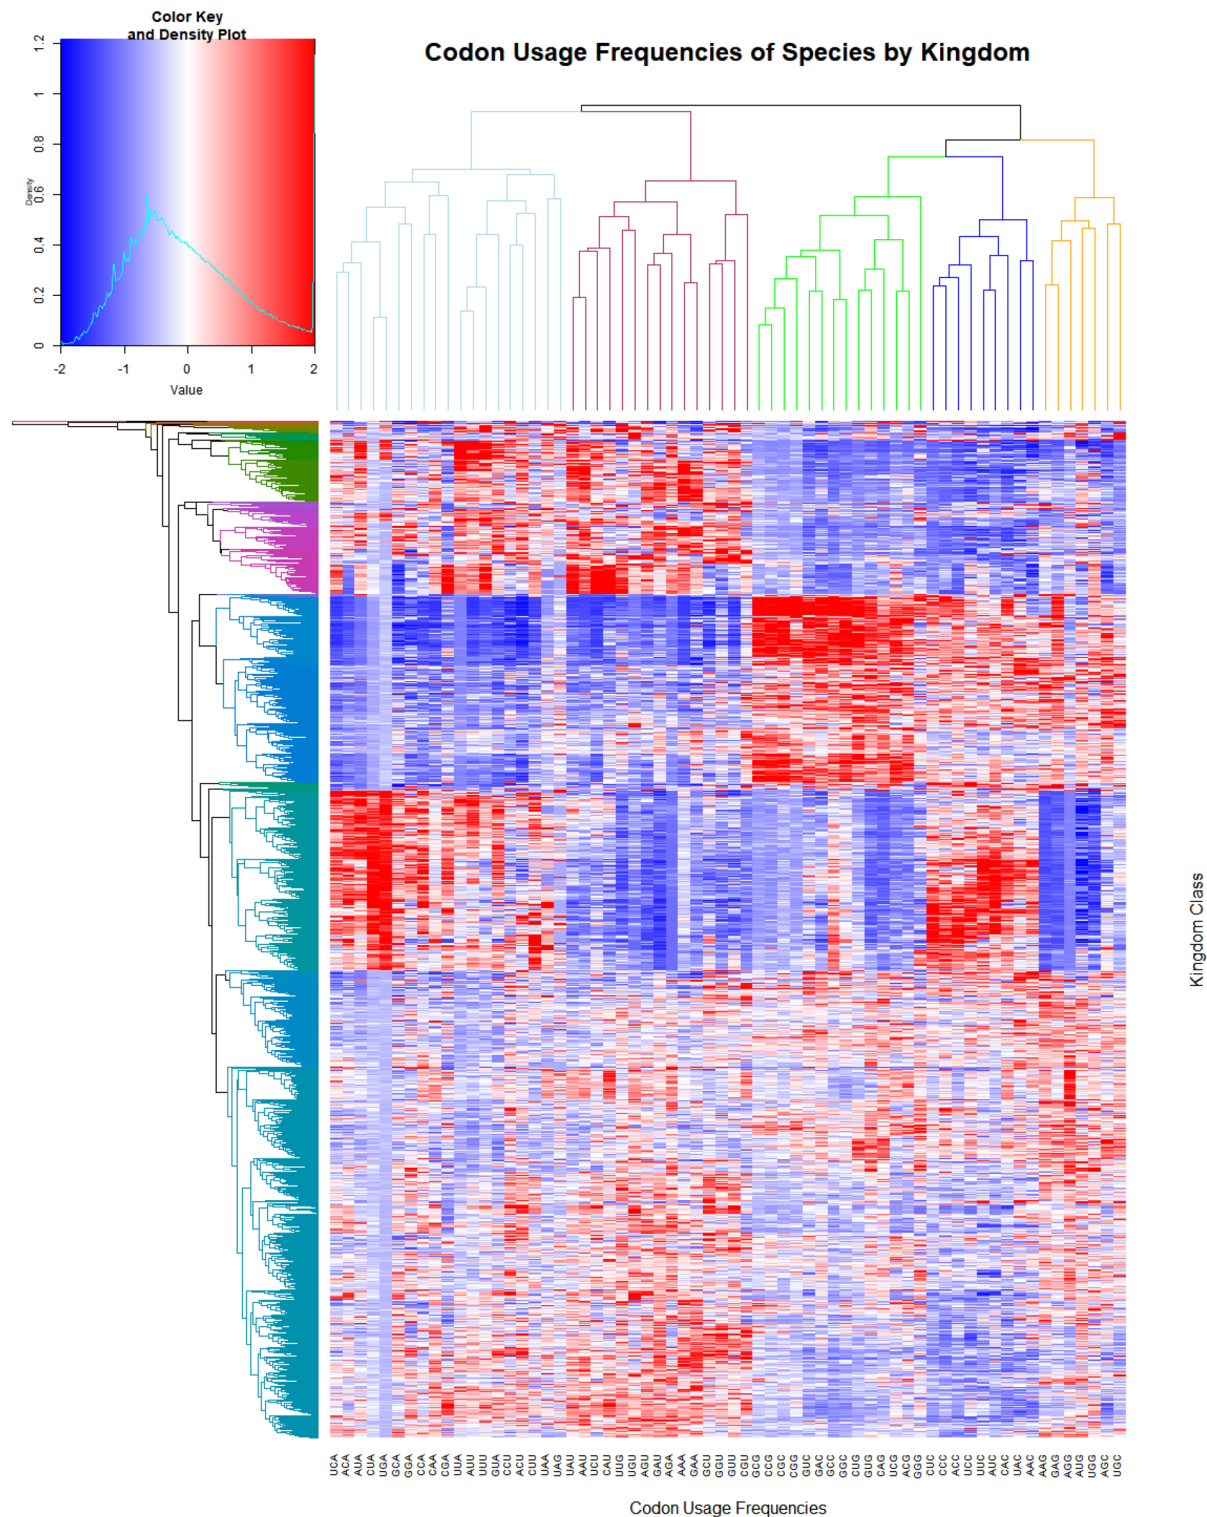 Color Key
and Density Plot
Codon Usage Frequencies of Species by Kingdom
1.2
1
0.8
0.6
0.4
0.2
0
Density
-2 -1 0 1 2
Value
Kingdom Class
UCA ACA AUA CUA UGA GCA GGA CCA CAA CGA UUA AUU UUU GUA CCU ACU CUU UAA UAG UAU AAU UCU CAU UUG UGU AGU GAU AGA AAA GAA GCU GGU GUU CGU GCG CCG CGC CGG GUC GAC GCC GGC CUG GUG CAG UCG ACG GGG CUC CCC ACC UCC UUC AUC CAC UAC AAC AAG GAG AGG AUG UGG AGC UGC
Codon Usage Frequencies